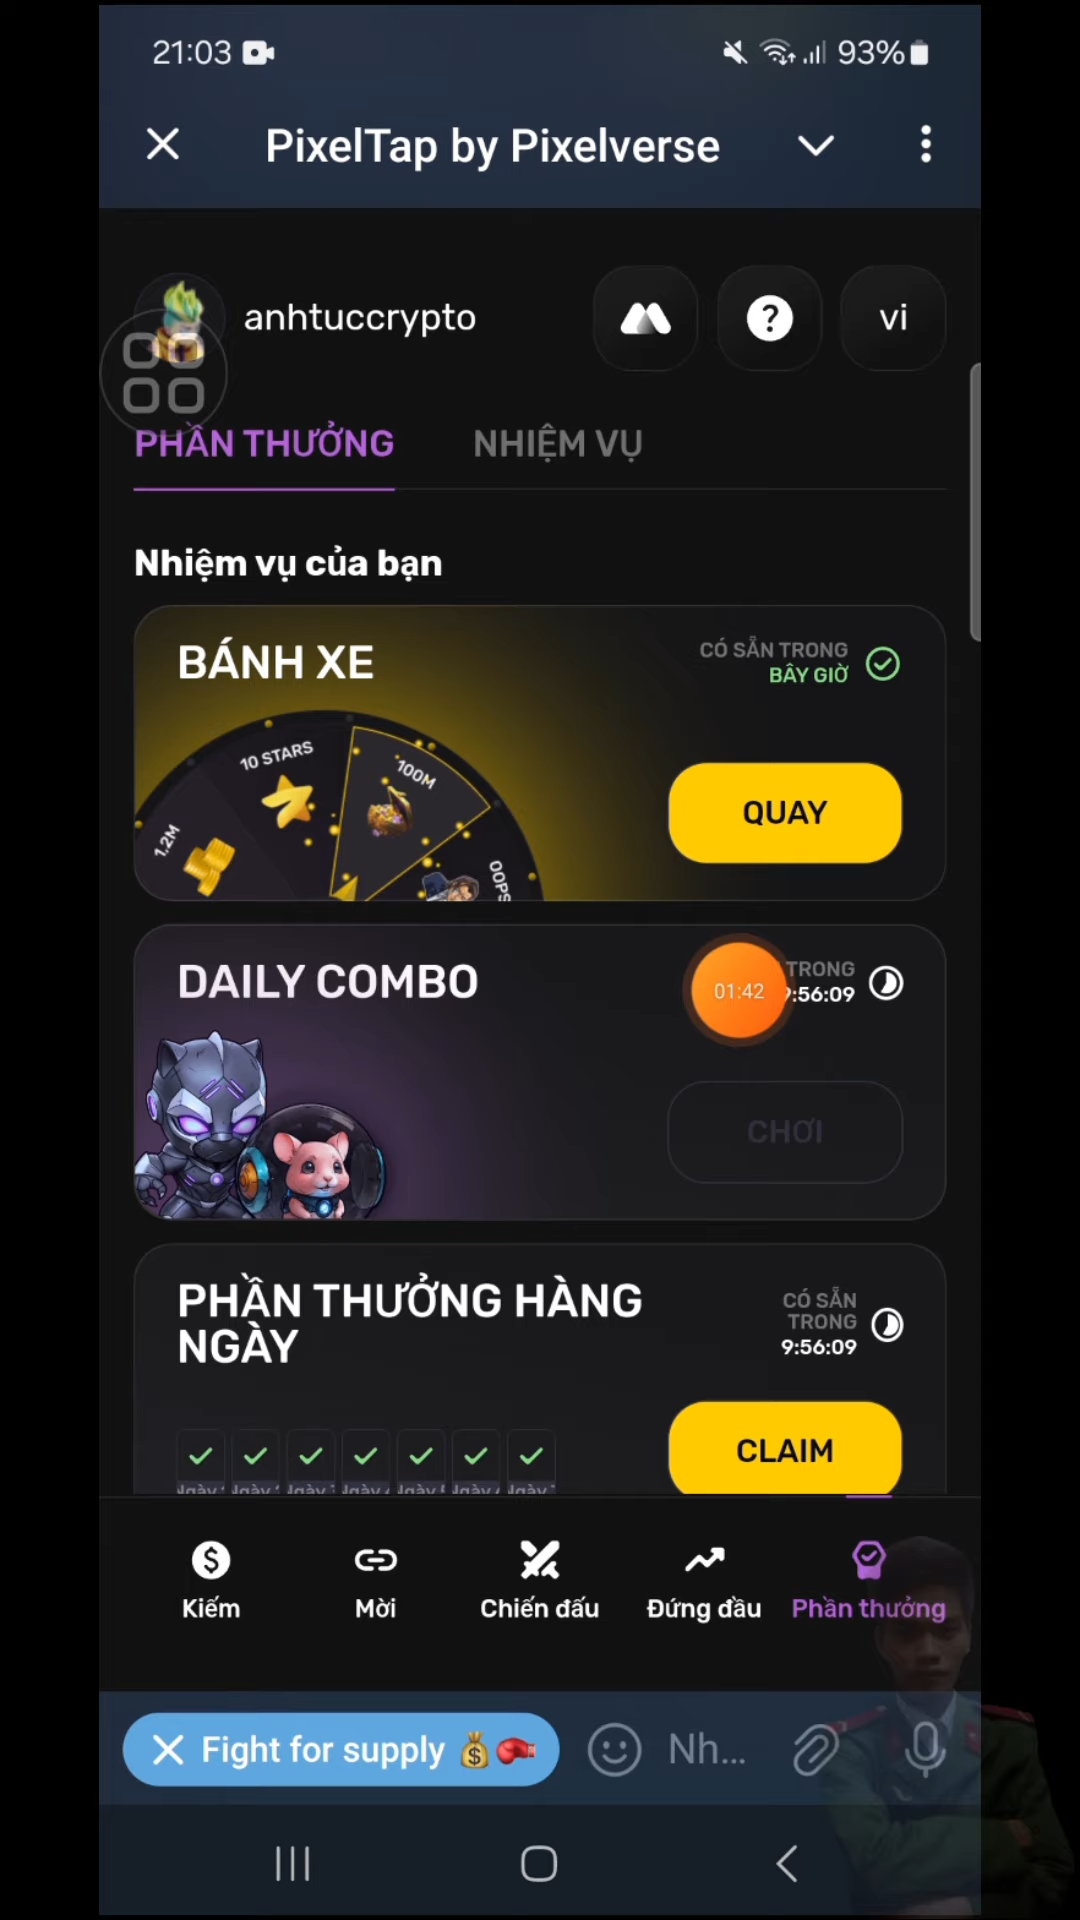 21:03
93%
PixelTap by Pixelverse
anhtuccrypto
?
vi
PHẦN THƯỞNG
NHIỆM VỤ
Nhiệm vụ của bạn
BÁNH XE
CÓ SẴN TRONG
BÂY GIỜ
1.2M
10 STARS
100M
OOPS
QUAY
DAILY COMBO
01:42
TRONG
9:56:09
CHƠI
PHẦN THƯỞNG HÀNG
NGÀY
CÓ SẴN
TRONG
9:56:09
CLAIM
Kiếm
Mời
Chiến đấu
Đứng đầu
Phần thưởng
Fight for supply 💰🥊
Nh...